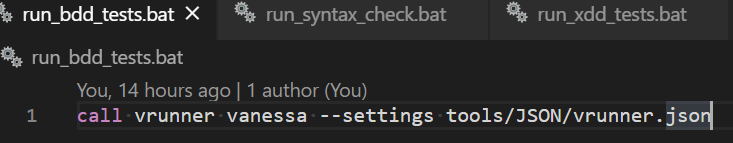 run_bdd_tests.bat × run_syntax_check.bat run_xdd_tests.bat
run_bdd_tests.bat
You, 14 hours ago | 1 author (You)
1 call vrunner vanessa --settings tools/JSON/vrunner.json